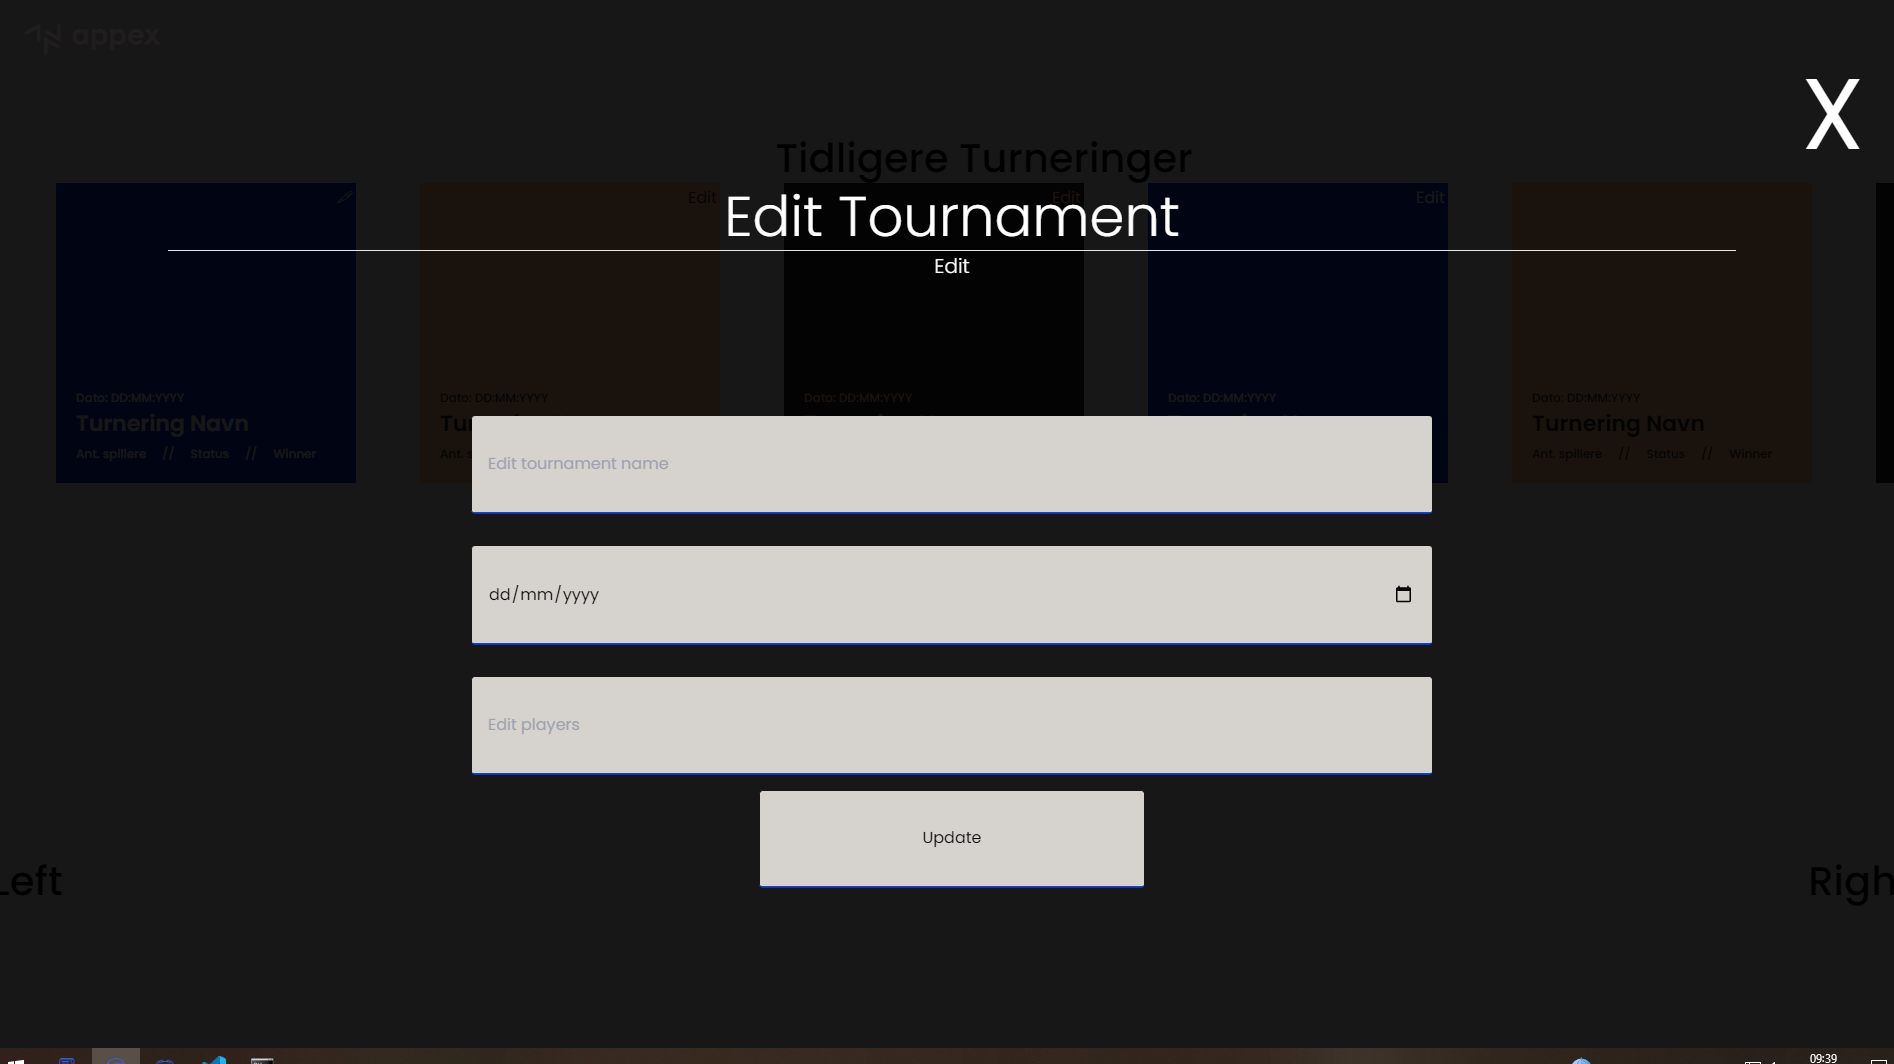 appex
X
Tidligere Turneringer
Edit Edit Edit
Edit Tournament
Edit
Dato: DD:MM:YYYY Dato: DD:MM:YYYY Dato: DD:MM:YYYY Dato: DD:MM:YYYY Dato: DD:MM:YYYY
Turnering Navn Turnering Navn
Ant. spillere // Status // Winner Ant. spillere // Status // Winner
Edit tournament name
dd/mm/yyyy
Edit players
Update
Left Righ
09:39